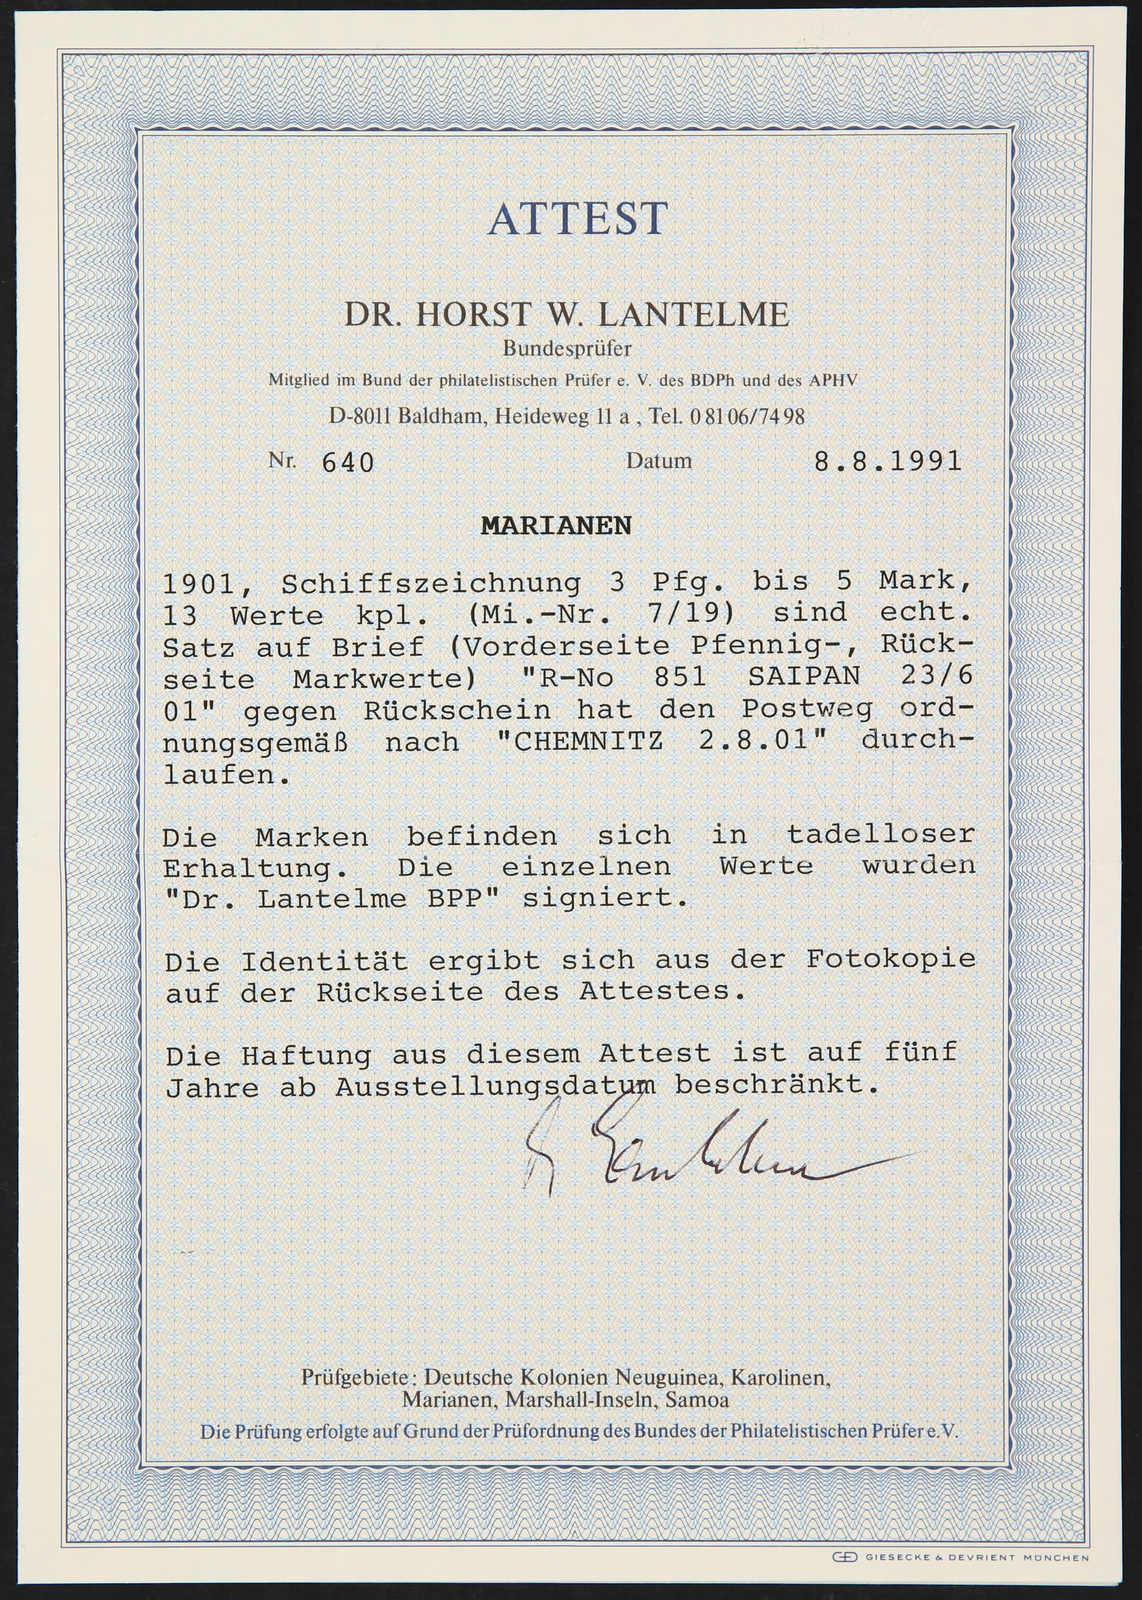 ATTEST
DR. HORST W. LANTELME
Bundesprüfer
Mitglied im Bund der philatelistischen Prüfer e. V. des BDPh und des APHV
D-8011 Baldham, Heideweg 11 a , Tel. 0 81 06/74 98
Nr. 640 Datum 8.8.1991
MARIANEN
1901, Schiffszeichnung 3 Pfg. bis 5 Mark,
13 Werte kpl. (Mi.-Nr. 7/19) sind echt.
Satz auf Brief (Vorderseite Pfennig-, Rück-
seite Markwerte) "R-No 851 SAIPAN 23/6
01" gegen Rückschein hat den Postweg ord-
nungsgemäß nach "CHEMNITZ 2.8.01" durch-
laufen.
Die Marken befinden sich in tadelloser
Erhaltung. Die einzelnen Werte wurden
"Dr. Lantelme BPP" signiert.
Die Identität ergibt sich aus der Fotokopie
auf der Rückseite des Attestes.
Die Haftung aus diesem Attest ist auf fünf
Jahre ab Ausstellungsdatum beschränkt.
Prüfgebiete: Deutsche Kolonien Neuguinea, Karolinen,
Marianen, Marshall-Inseln, Samoa
Die Prüfung erfolgte auf Grund der Prüfordnung des Bundes der Philatelistischen Prüfer e.V.
GIESECKE & DEVRIENT MÜNCHEN